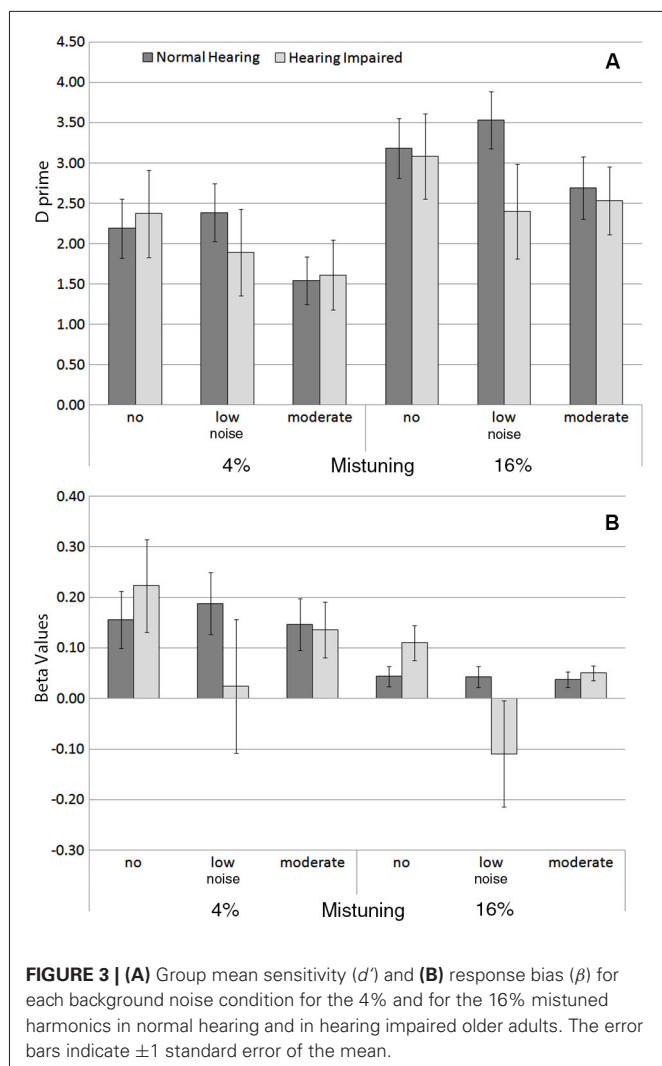 4.50
Normal Hearing Hearing Impaired A
4.00
3.50
3.00
2.50
2.00
1.50
1.00
0.50
0.00
D prime
no low moderate no low moderate
noise noise
4% Mistuning 16%
0.40
B
0.30
0.20
0.10
0.00
-0.10
-0.20
-0.30
Beta Values
no low moderate no low moderate
noise noise
4% Mistuning 16%
FIGURE 3 | (A) Group mean sensitivity (d′) and (B) response bias (β) for
each background noise condition for the 4% and for the 16% mistuned
harmonics in normal hearing and in hearing impaired older adults. The error
bars indicate ±1 standard error of the mean.